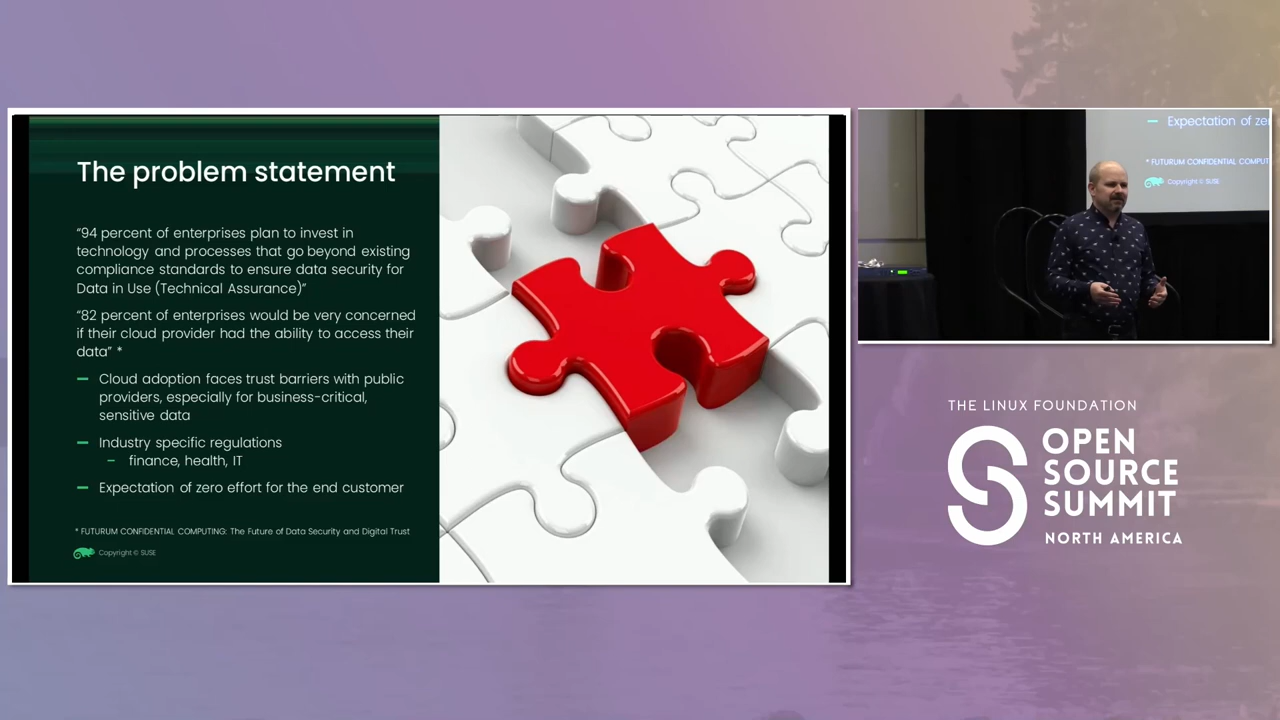 The problem statement
“94 percent of enterprises plan to invest in
technology and processes that go beyond existing
compliance standards to ensure data security for
Data in Use (Technical Assurance)”
“82 percent of enterprises would be very concerned
if their cloud provider had the ability to access their
data” *
– Cloud adoption faces trust barriers with public
providers, especially for business-critical,
sensitive data
– Industry specific regulations
– finance, health, IT
– Expectation of zero effort for the end customer
* FUTURUM CONFIDENTIAL COMPUTING: The Future of Data Security and Digital Trust
Copyright © SUSE
– Expectation of zer
* FUTURUM CONFIDENTIAL COMPUT
Copyright © SUSE
THE LINUX FOUNDATION
OPEN
SOURCE
SUMMIT
NORTH AMERICA